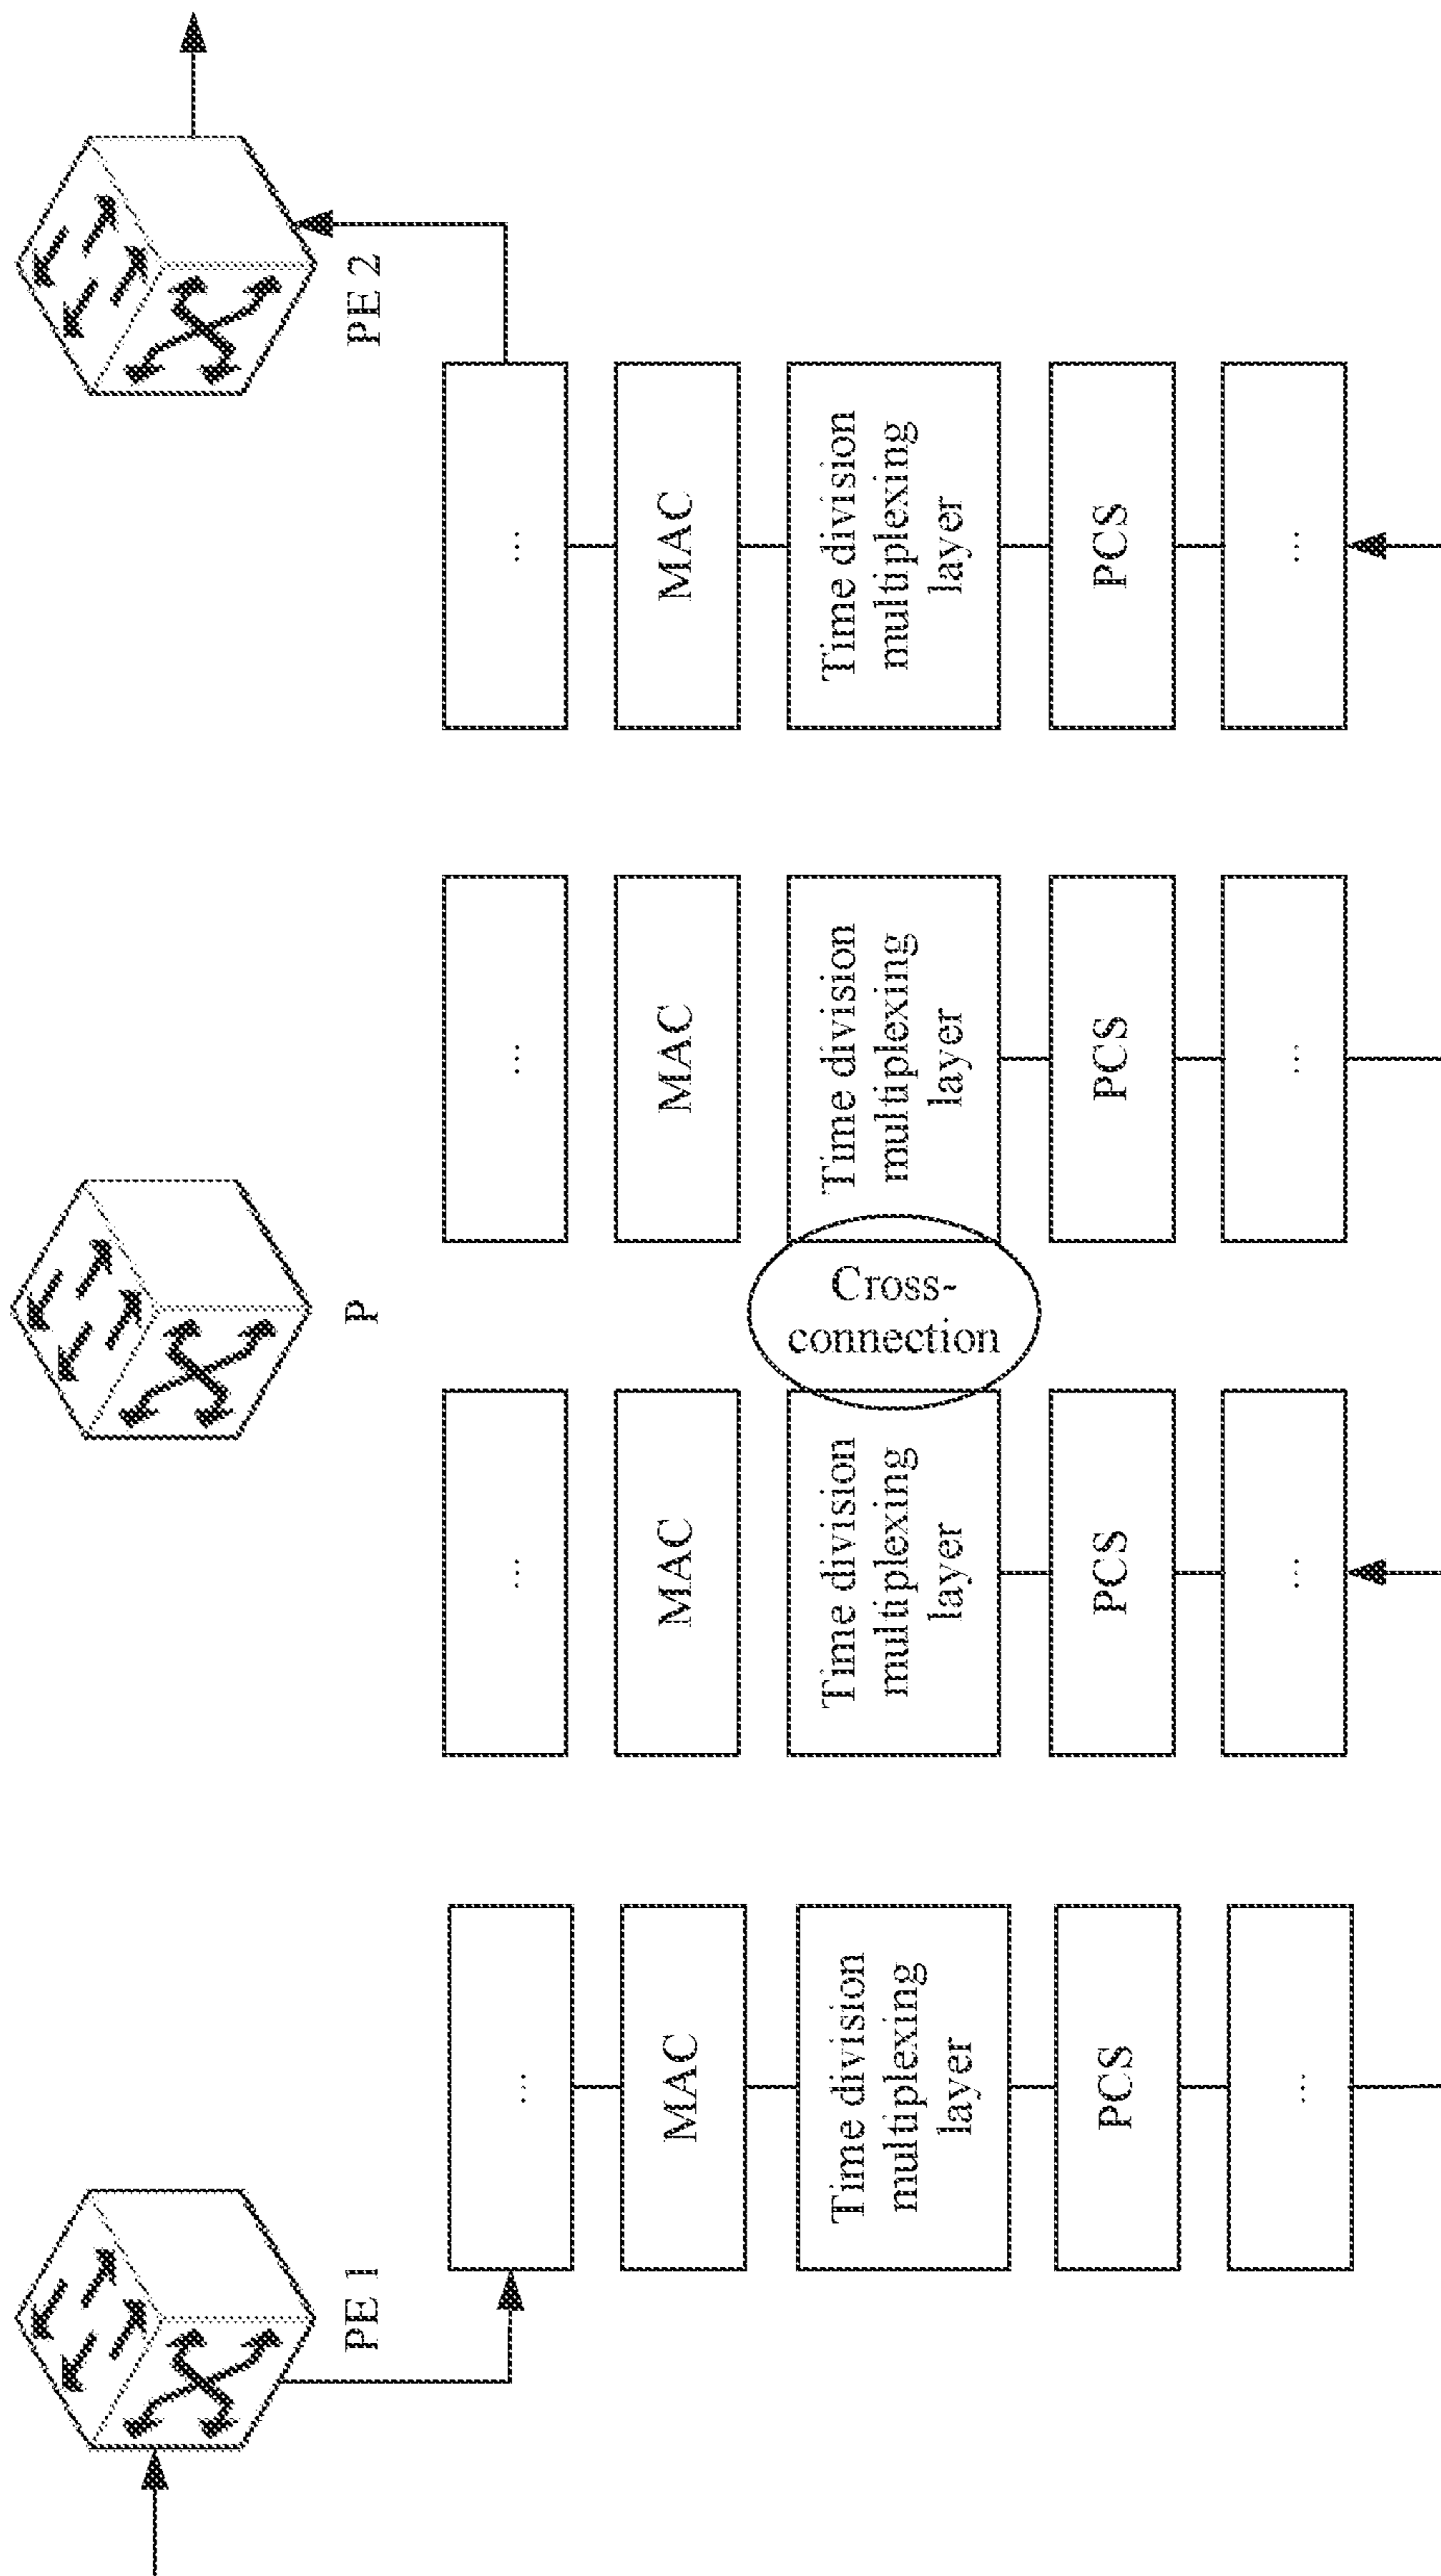 PE 1
P
PE 2
...
MAC
Time division
multiplexing
layer
PCS
...
...
MAC
Time division
multiplexing
layer
PCS
...
Cross-
connection
...
MAC
Time division
multiplexing
layer
PCS
...
...
MAC
Time division
multiplexing
layer
PCS
...